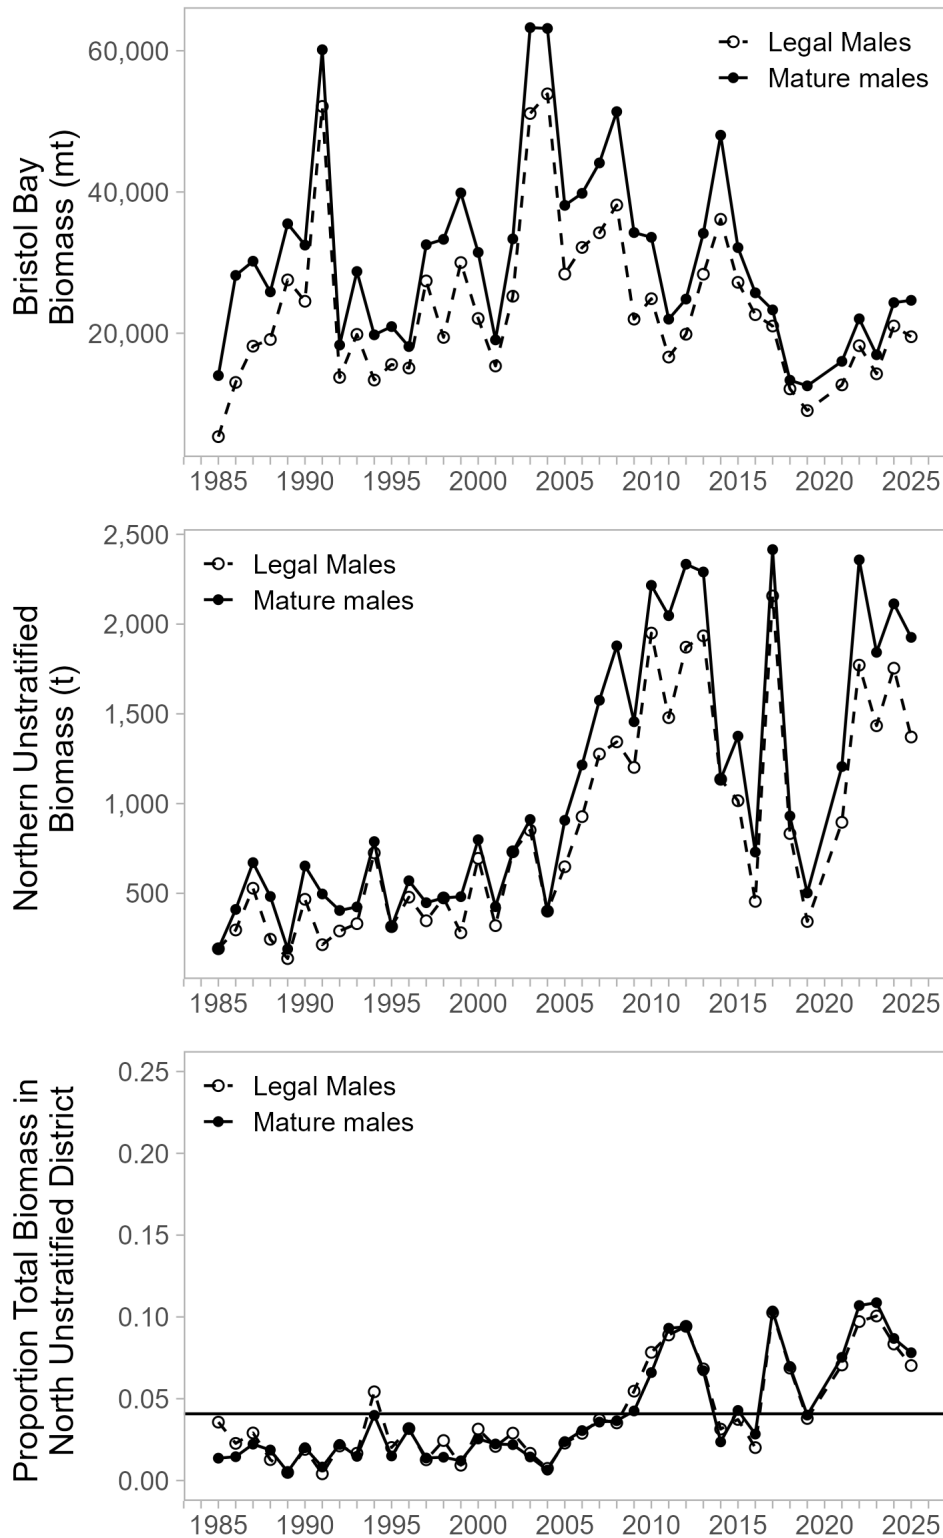 Bristol Bay
Biomass (mt)
60,000
40,000
20,000
Legal Males
Mature males
1985 1990 1995 2000 2005 2010 2015 2020 2025
Northern Unstratified
Biomass (t)
2,500
2,000
1,500
1,000
500
Legal Males
Mature males
1985 1990 1995 2000 2005 2010 2015 2020 2025
Proportion Total Biomass in
North Unstratified District
0.25
0.20
0.15
0.10
0.05
0.00
Legal Males
Mature males
1985 1990 1995 2000 2005 2010 2015 2020 2025